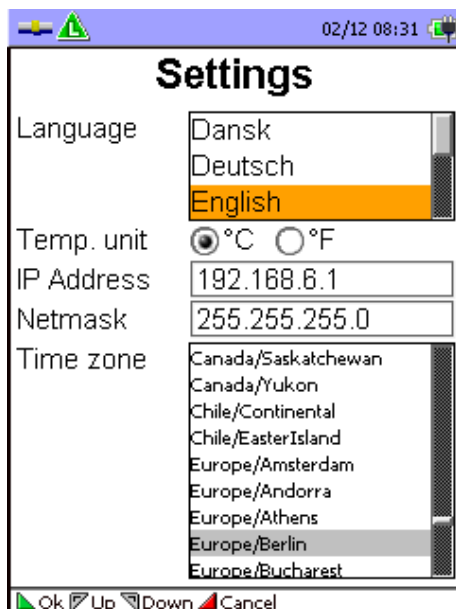 L 02/12 08:31
Settings
Language
Dansk
Deutsch
English
Temp. unit °C °F
IP Address 192.168.6.1
Netmask 255.255.255.0
Time zone
Canada/Saskatchewan
Canada/Yukon
Chile/Continental
Chile/EasterIsland
Europe/Amsterdam
Europe/Andorra
Europe/Athens
Europe/Berlin
Europe/Bucharest
Ok Up Down Cancel